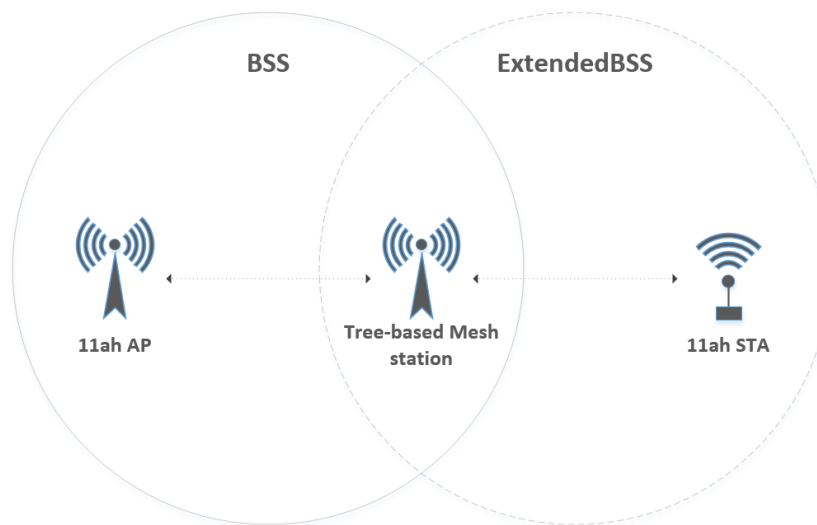 BSS
ExtendedBSS
11ah AP
Tree-based Mesh
station
11ah STA